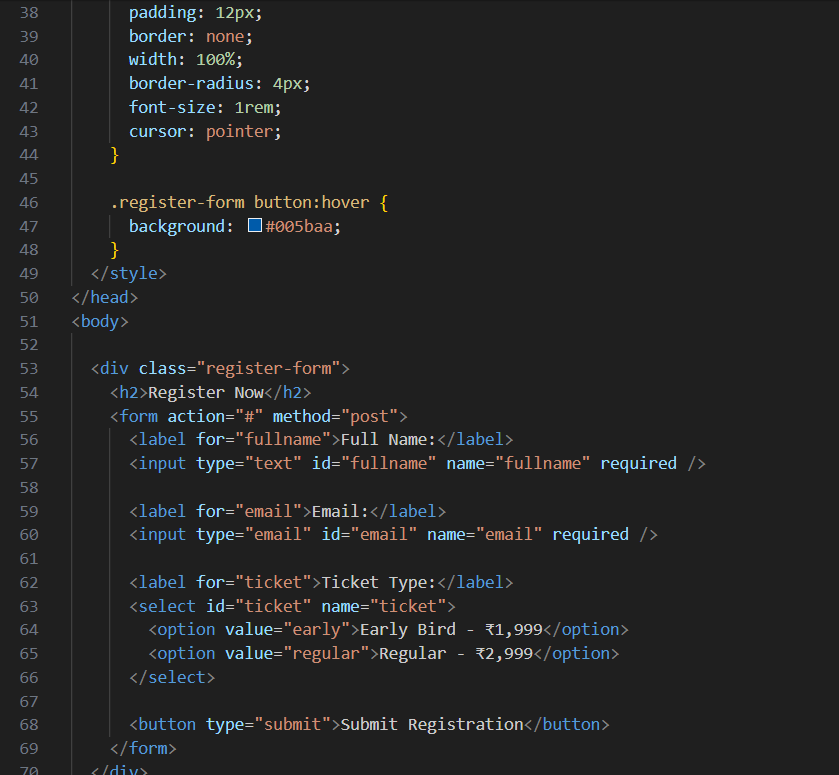 38 padding: 12px;
39 border: none;
40 width: 100%;
41 border-radius: 4px;
42 font-size: 1rem;
43 cursor: pointer;
44 }
45
46 .register-form button:hover {
47 background: #005baa;
48 }
49 </style>
50 </head>
51 <body>
52
53 <div class="register-form">
54 <h2>Register Now</h2>
55 <form action="#" method="post">
56 <label for="fullname">Full Name:</label>
57 <input type="text" id="fullname" name="fullname" required />
58
59 <label for="email">Email:</label>
60 <input type="email" id="email" name="email" required />
61
62 <label for="ticket">Ticket Type:</label>
63 <select id="ticket" name="ticket">
64 <option value="early">Early Bird - ₹1,999</option>
65 <option value="regular">Regular - ₹2,999</option>
66 </select>
67
68 <button type="submit">Submit Registration</button>
69 </form>
70 </div>